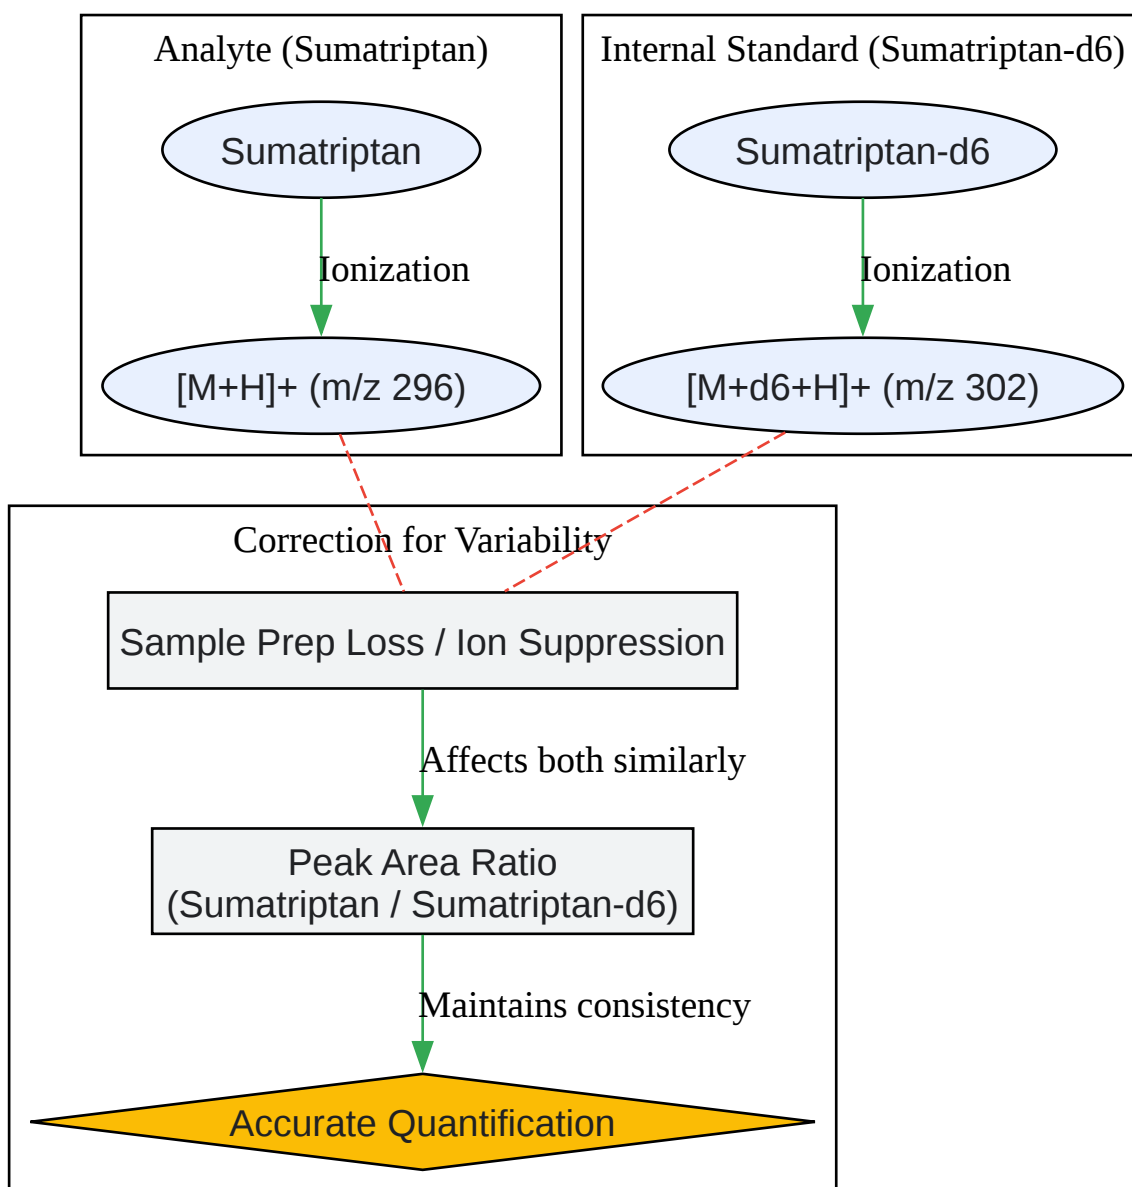 Analyte (Sumatriptan)
Internal Standard (Sumatriptan-d6)
Sumatriptan
Sumatriptan-d6
Ionization
Ionization
[M+H]+ (m/z 296)
[M+d6+H]+ (m/z 302)
Correction for Variability
Sample Prep Loss / Ion Suppression
Affects both similarly
Peak Area Ratio
(Sumatriptan / Sumatriptan-d6)
Maintains consistency
Accurate Quantification